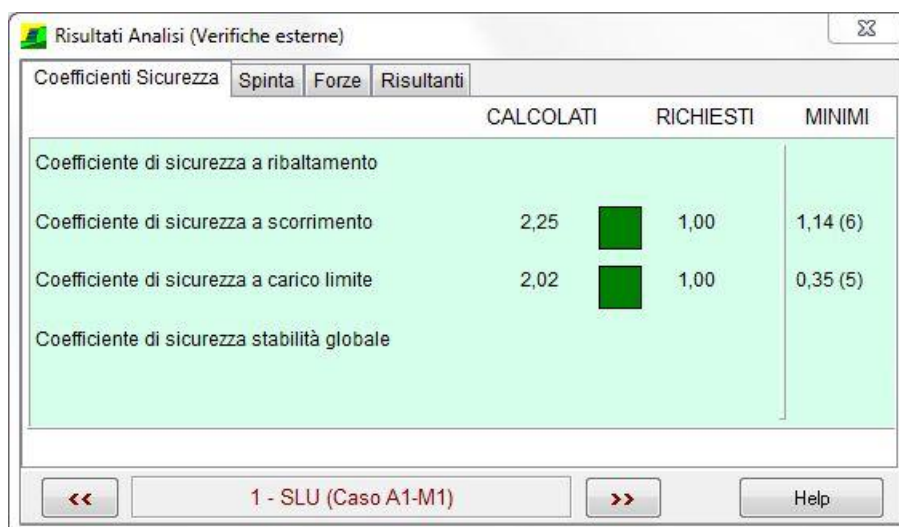 Risultati Analisi (Verifiche esterne)
Coefficienti Sicurezza Spinta Forze Risultanti
CALCOLATI RICHIESTI MINIMI
Coefficiente di sicurezza a ribaltamento
Coefficiente di sicurezza a scorrimento 2,25 1,00 1,14 (6)
Coefficiente di sicurezza a carico limite 2,02 1,00 0,35 (5)
Coefficiente di sicurezza stabilità globale
<< 1 - SLU (Caso A1-M1) >> Help